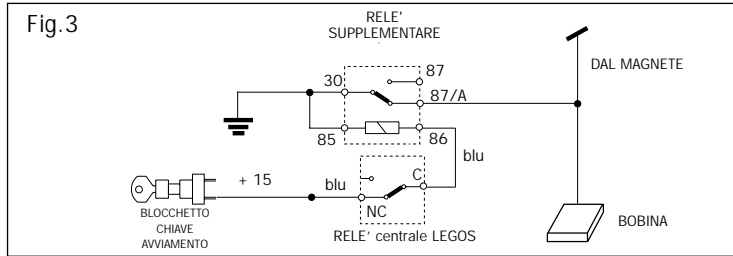 Fig.3
RELE'
SUPPLEMENTARE
87
30
DAL MAGNETE
87/A
85
86
blu
+ 15
blu
C
NC
BLOCCHETTO
CHIAVE
AVVIAMENTO
BOBINA
RELE' centrale LEGOS